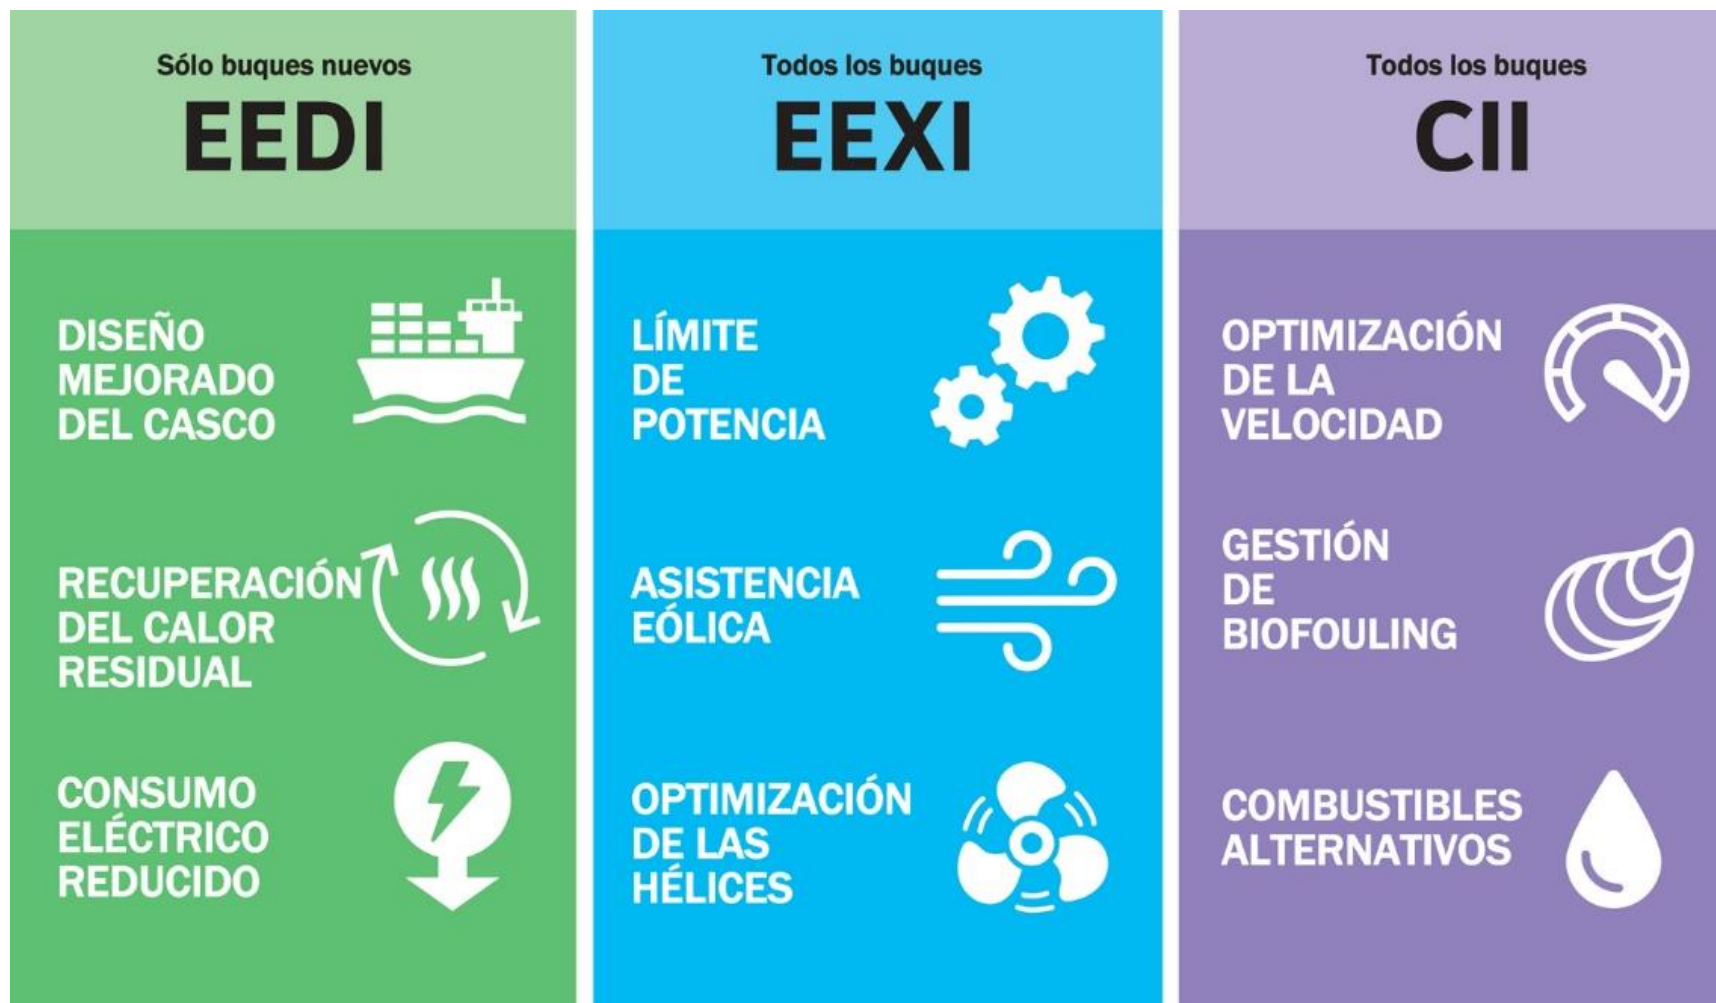 Sólo buques nuevos
EEDI
DISEÑO
MEJORADO
DEL CASCO
RECUPERACIÓN
DEL CALOR
RESIDUAL
CONSUMO
ELÉCTRICO
REDUCIDO
Todos los buques
EEXI
LÍMITE
DE
POTENCIA
ASISTENCIA
EÓLICA
OPTIMIZACIÓN
DE LAS
HÉLICES
Todos los buques
CII
OPTIMIZACIÓN
DE LA
VELOCIDAD
GESTIÓN
DE
BIOFOULING
COMBUSTIBLES
ALTERNATIVOS